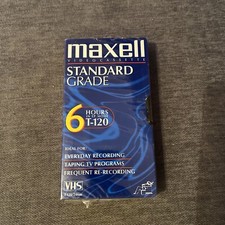 maxell
VIDEOCASSETTE
STANDARD
GRADE
6 HOURS
T-120
IDEAL FOR:
EVERYDAY RECORDING
TAPING TV PROGRAMS
FREQUENT RE-RECORDING
VHS